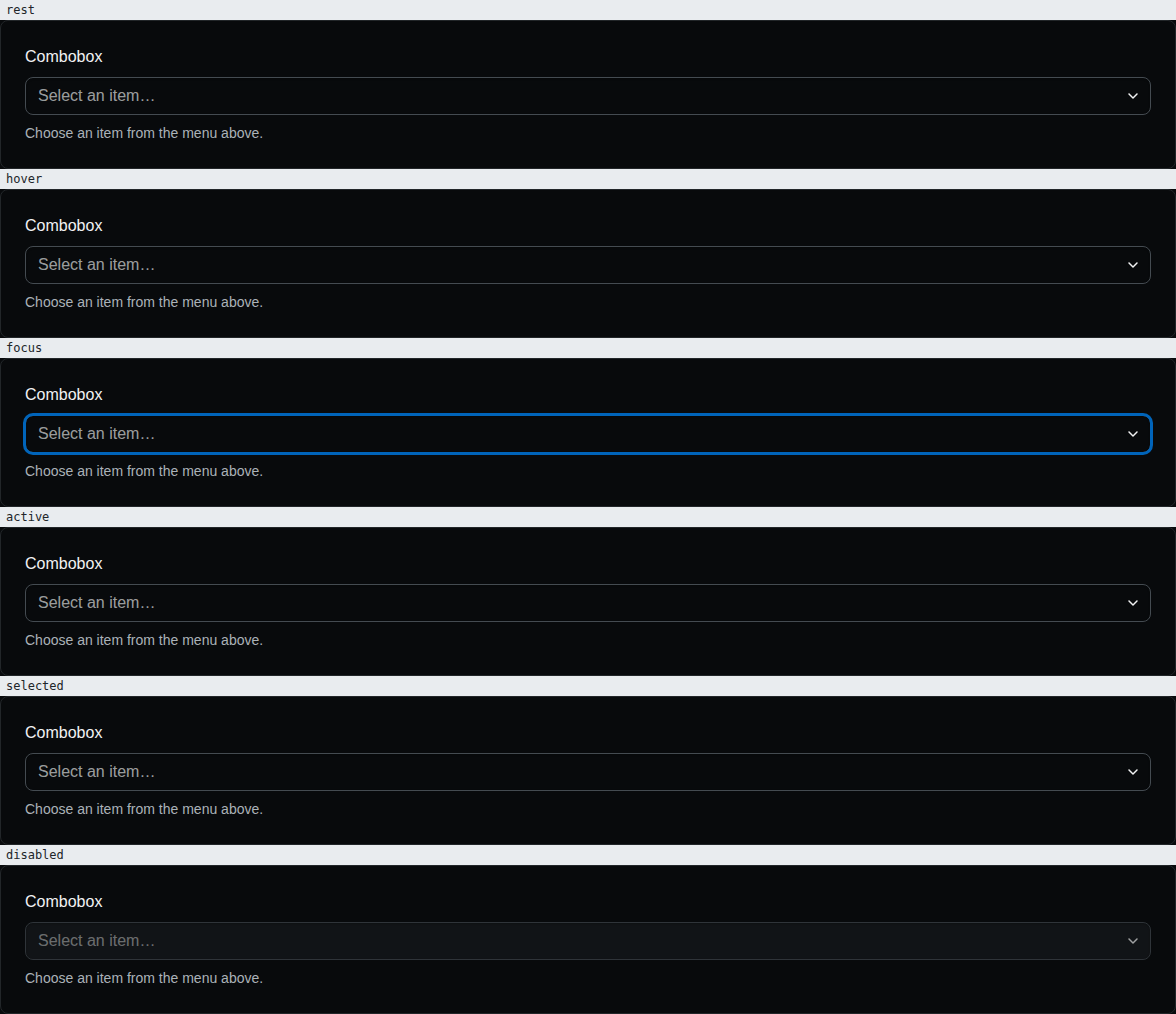 rest
Combobox
Select an item…
Choose an item from the menu above.
hover
Combobox
Select an item…
Choose an item from the menu above.
focus
Combobox
Select an item…
Choose an item from the menu above.
active
Combobox
Select an item…
Choose an item from the menu above.
selected
Combobox
Select an item…
Choose an item from the menu above.
disabled
Combobox
Select an item…
Choose an item from the menu above.